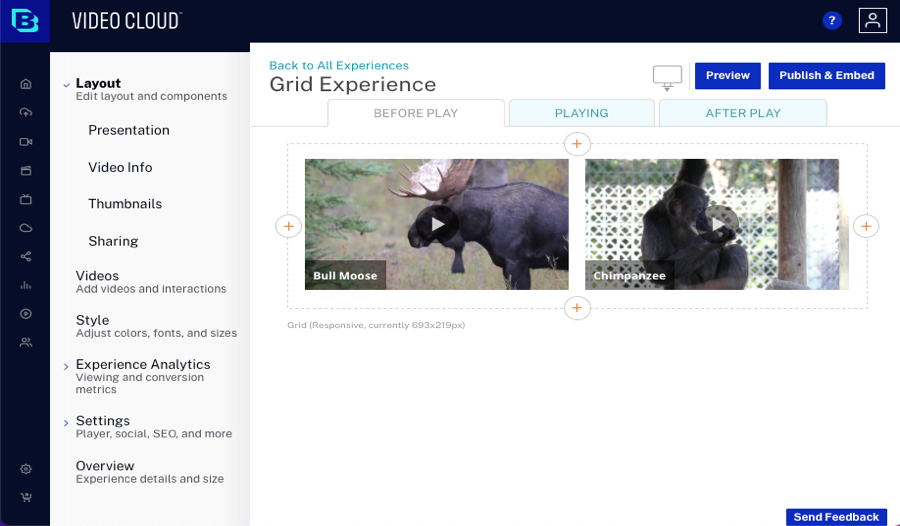 VIDEO CLOUD™
?
Layout
Edit layout and components
Presentation
Video Info
Thumbnails
Sharing
Videos
Add videos and interactions
Style
Adjust colors, fonts, and sizes
Experience Analytics
Viewing and conversion
metrics
Settings
Player, social, SEO, and more
Overview
Experience details and size
Back to All Experiences
Grid Experience
Preview
Publish & Embed
BEFORE PLAY
PLAYING
AFTER PLAY
Bull Moose
Chimpanzee
Grid (Responsive, currently 693x219px)
Send Feedback